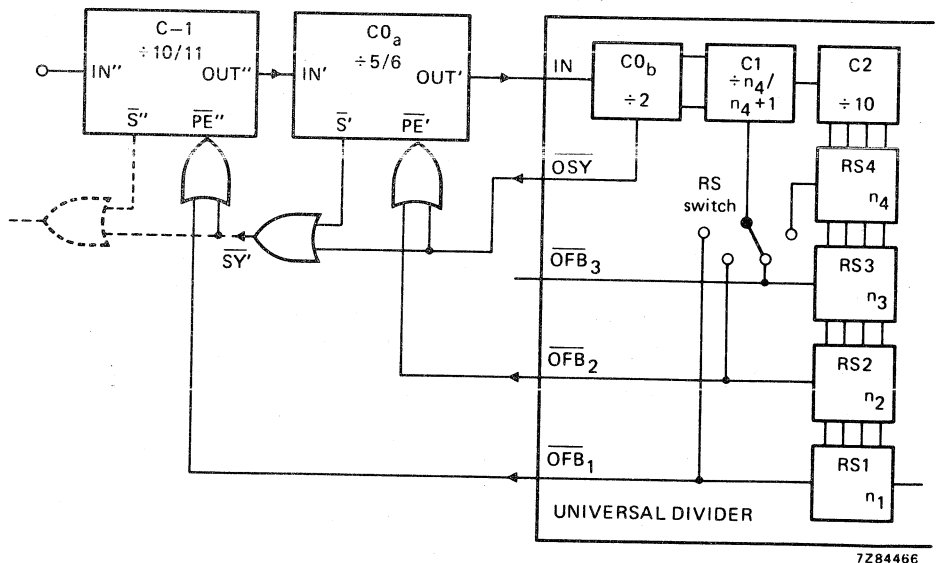 C-1
÷10/11
IN"
OUT"
S̅"
P̅E̅"
C0a
÷5/6
IN'
OUT'
S̅'
P̅E̅'
IN
C0b
÷2
C1
÷n4/
n4+1
C2
÷10
O̅S̅Y̅
RS
switch
RS4
n4
S̅Y̅'
O̅F̅B̅3
RS3
n3
O̅F̅B̅2
RS2
n2
O̅F̅B̅1
RS1
n1
UNIVERSAL DIVIDER
7Z84466